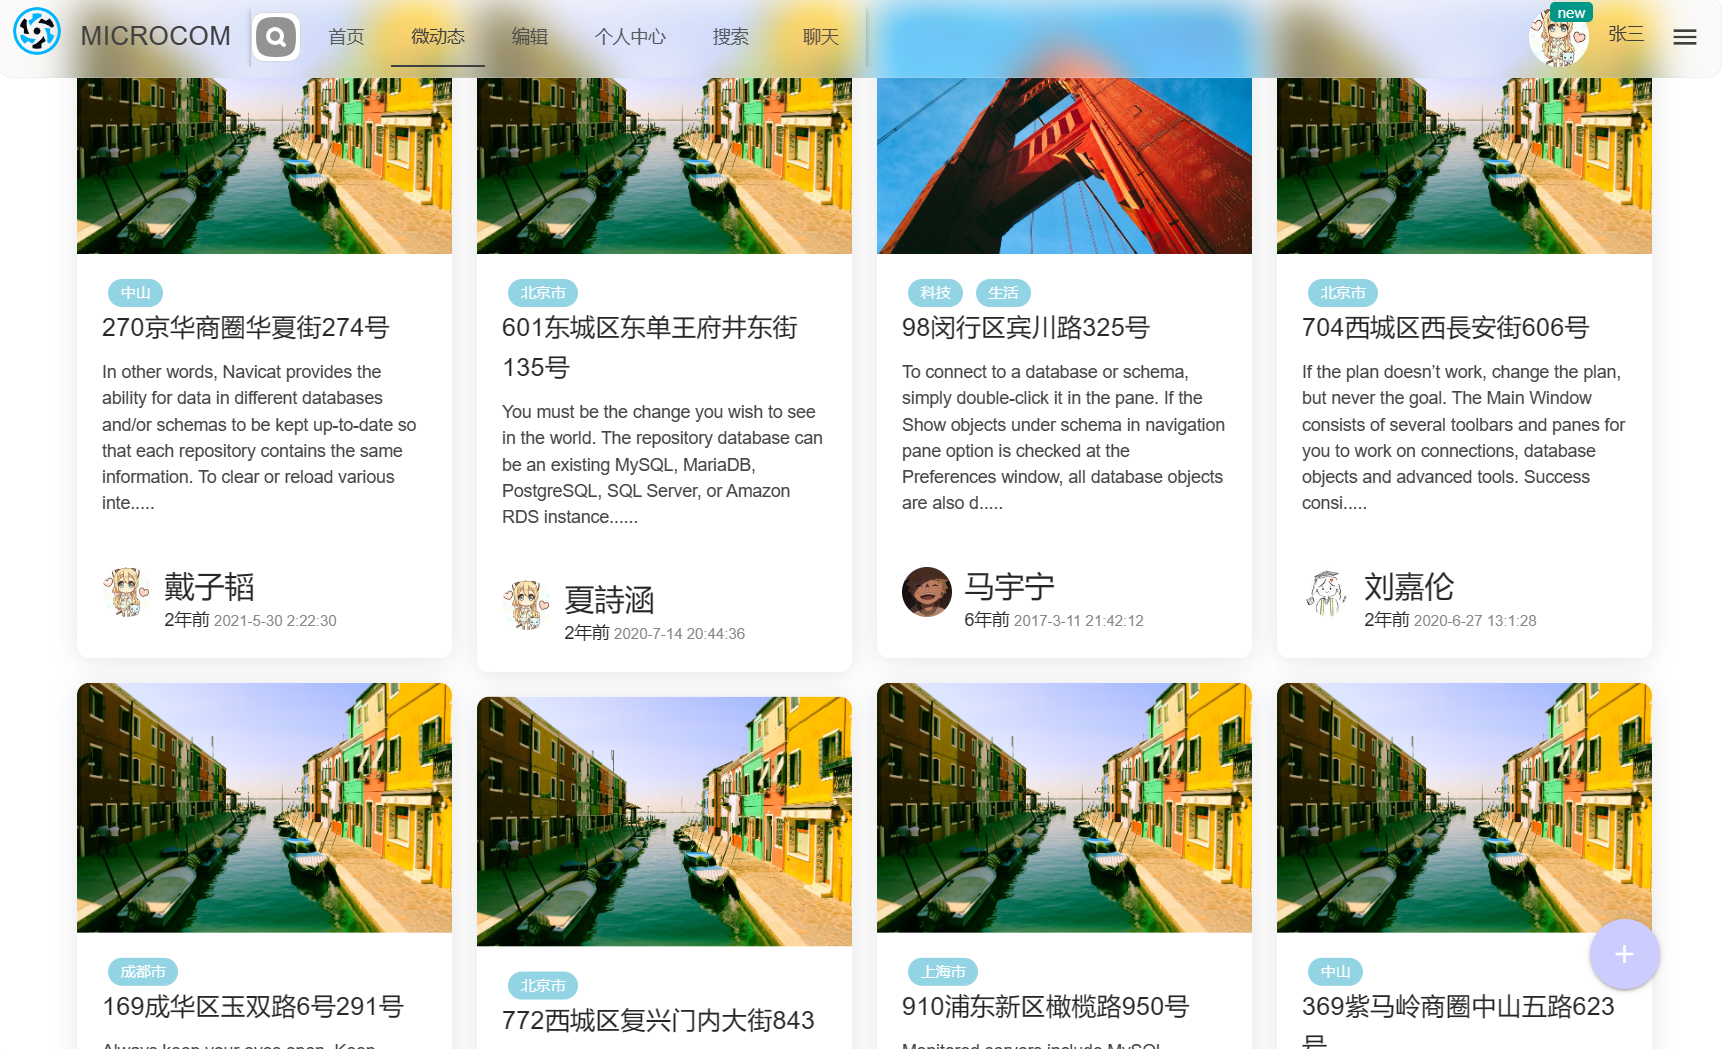 MICROCOM
首页
微动态
编辑
个人中心
搜索
聊天
new
张三
中山
270京华商圈华夏街274号
In other words, Navicat provides the
ability for data in different databases
and/or schemas to be kept up-to-date so
that each repository contains the same
information. To clear or reload various
inte.....
戴子韬
2年前 2021-5-30 2:22:30
北京市
601东城区东单王府井东街
135号
You must be the change you wish to see
in the world. The repository database can
be an existing MySQL, MariaDB,
PostgreSQL, SQL Server, or Amazon
RDS instance......
夏詩涵
2年前 2020-7-14 20:44:36
科技 生活
98闵行区宾川路325号
To connect to a database or schema,
simply double-click it in the pane. If the
Show objects under schema in navigation
pane option is checked at the
Preferences window, all database objects
are also d.....
马宇宁
6年前 2017-3-11 21:42:12
北京市
704西城区西長安街606号
If the plan doesn’t work, change the plan,
but never the goal. The Main Window
consists of several toolbars and panes for
you to work on connections, database
objects and advanced tools. Success
consi.....
刘嘉伦
2年前 2020-6-27 13:1:28
成都市
169成华区玉双路6号291号
Always keep your eyes open. Keep
北京市
772西城区复兴门内大街843
上海市
910浦东新区橄榄路950号
Monitored servers include MySQL,
中山
369紫马岭商圈中山五路623
号